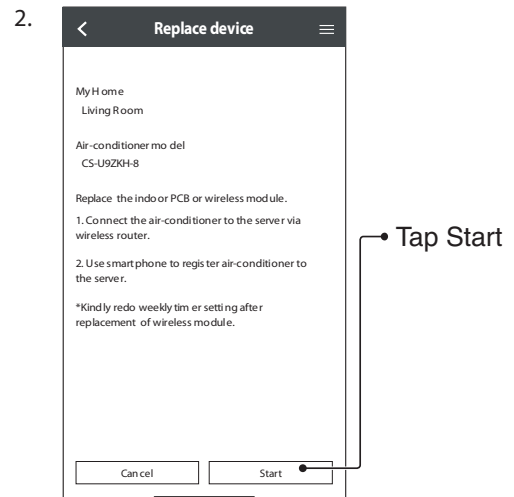 2.
Replace device
My Home
Living Room
Air-conditioner model
CS-U9ZKH-8
Replace the indoor PCB or wireless module.
1. Connect the air-conditioner to the server via
wireless router.
2. Use smartphone to register air-conditioner to
the server.
*Kindly redo weekly timer setting after
replacement of wireless module.
Cancel
Start
Tap Start